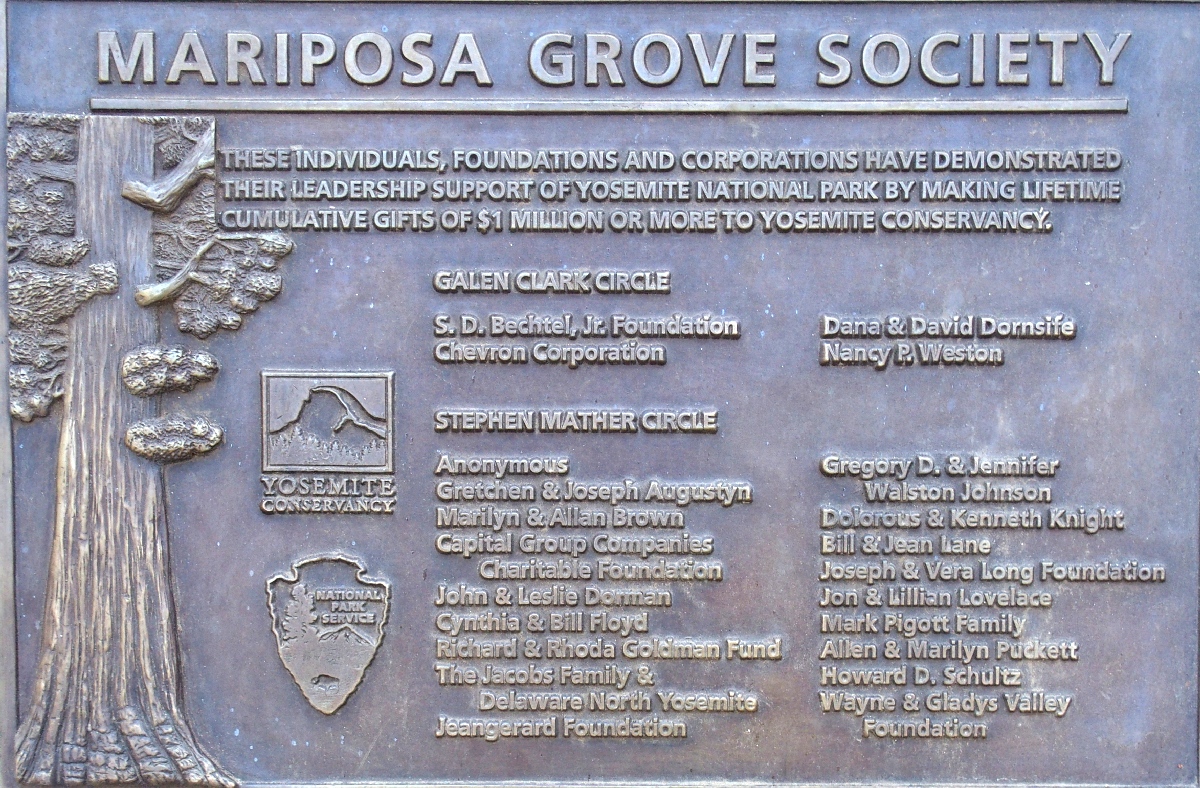 MARIPOSA GROVE SOCIETY
THESE INDIVIDUALS, FOUNDATIONS AND CORPORATIONS HAVE DEMONSTRATED
THEIR LEADERSHIP SUPPORT OF YOSEMITE NATIONAL PARK BY MAKING LIFETIME
CUMULATIVE GIFTS OF $1 MILLION OR MORE TO YOSEMITE CONSERVANCY.
GALEN CLARK CIRCLE
S. D. Bechtel, Jr. Foundation
Chevron Corporation
Dana & David Dornsife
Nancy P. Weston
STEPHEN MATHER CIRCLE
Anonymous
Gretchen & Joseph Augustyn
Marilyn & Allan Brown
Capital Group Companies
Charitable Foundation
John & Leslie Dorman
Cynthia & Bill Floyd
Richard & Rhoda Goldman Fund
The Jacobs Family &
Delaware North Yosemite
Jeangerard Foundation
Gregory D. & Jennifer
Walston Johnson
Dolorous & Kenneth Knight
Bill & Jean Lane
Joseph & Vera Long Foundation
Jon & Lillian Lovelace
Mark Pigott Family
Allen & Marilyn Puckett
Howard D. Schultz
Wayne & Gladys Valley
Foundation
YOSEMITE
CONSERVANCY
NATIONAL
PARK
SERVICE